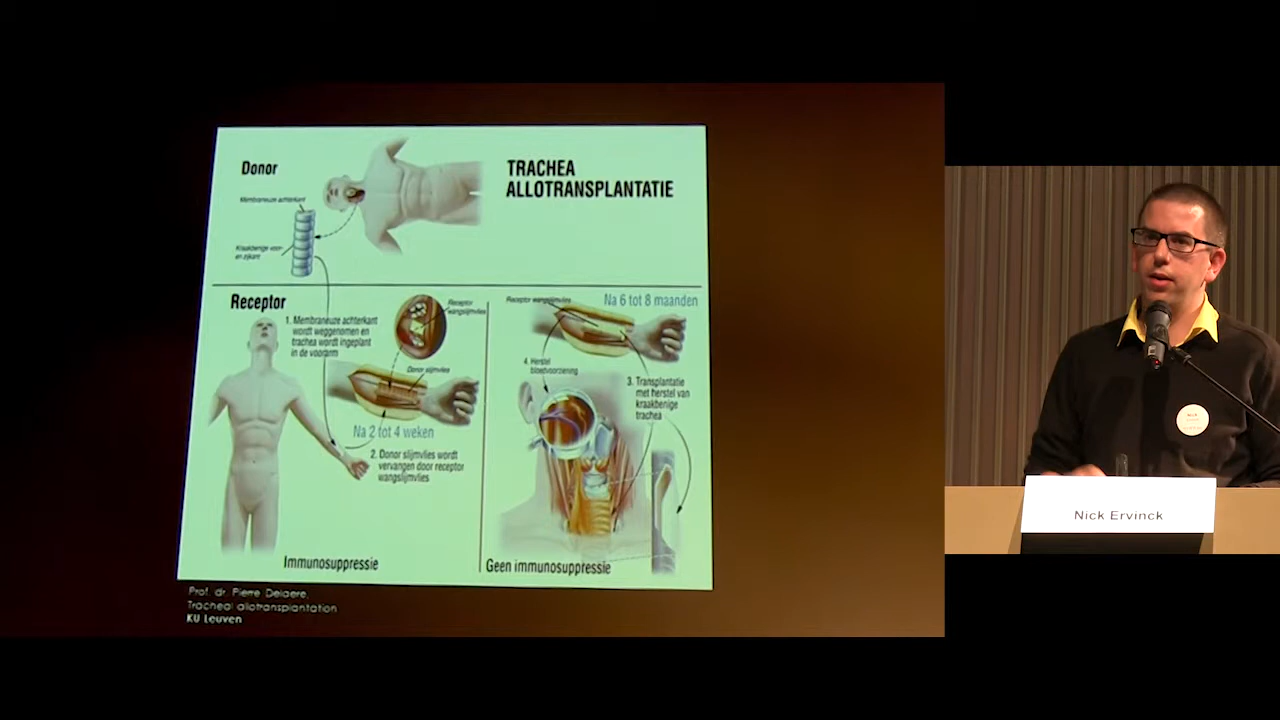 Donor
TRACHEA
ALLOTRANSPLANTATIE
Membraneuze achterkant
Kraakbenige voor-
en zijkant
Receptor
1. Membraneuze achterkant
wordt weggenomen en
trachea wordt ingeplant
in de voorarm
Receptor
wangslijmvlies
Donor slijmvlies
Na 2 tot 4 weken
2. Donor slijmvlies wordt
vervangen door receptor
wangslijmvlies
Immunosuppressie
Receptor wangslijmvlies
Na 6 tot 8 maanden
4. Herstel
bloedvoorziening
3. Transplantatie
met herstel van
kraakbenige
trachea
Geen immunosuppressie
Prof. dr. Pierre Delaere,
Tracheal allotransplantation
KU Leuven
Nick Ervinck